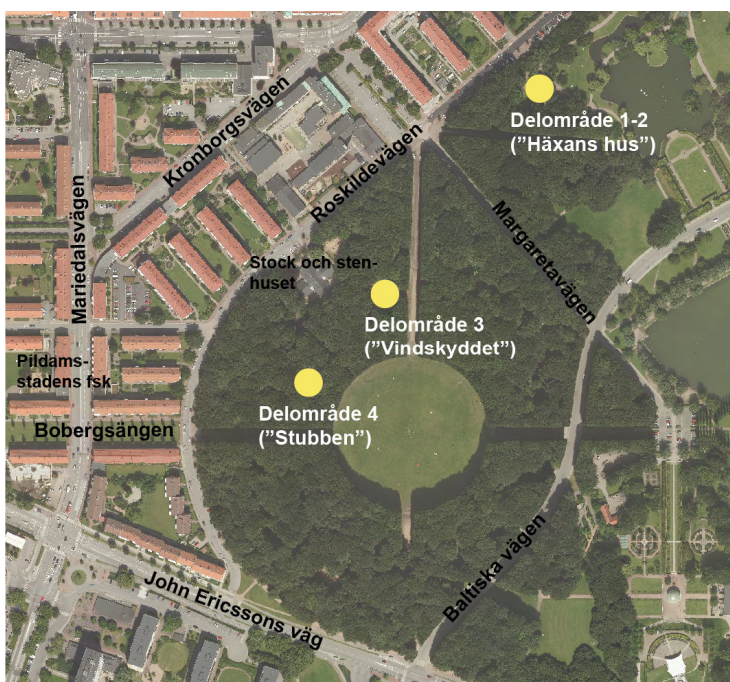 Delområde 1-2
(”Häxans hus”)
Kronborgsvägen
Roskildevägen
Mariedalsvägen
Margaretavägen
Stock och sten-
huset
Delområde 3
(”Vindskyddet”)
Pildams-
stadens fsk
Delområde 4
(”Stubben”)
Bobergsängen
Baltiska vägen
John Ericssons väg